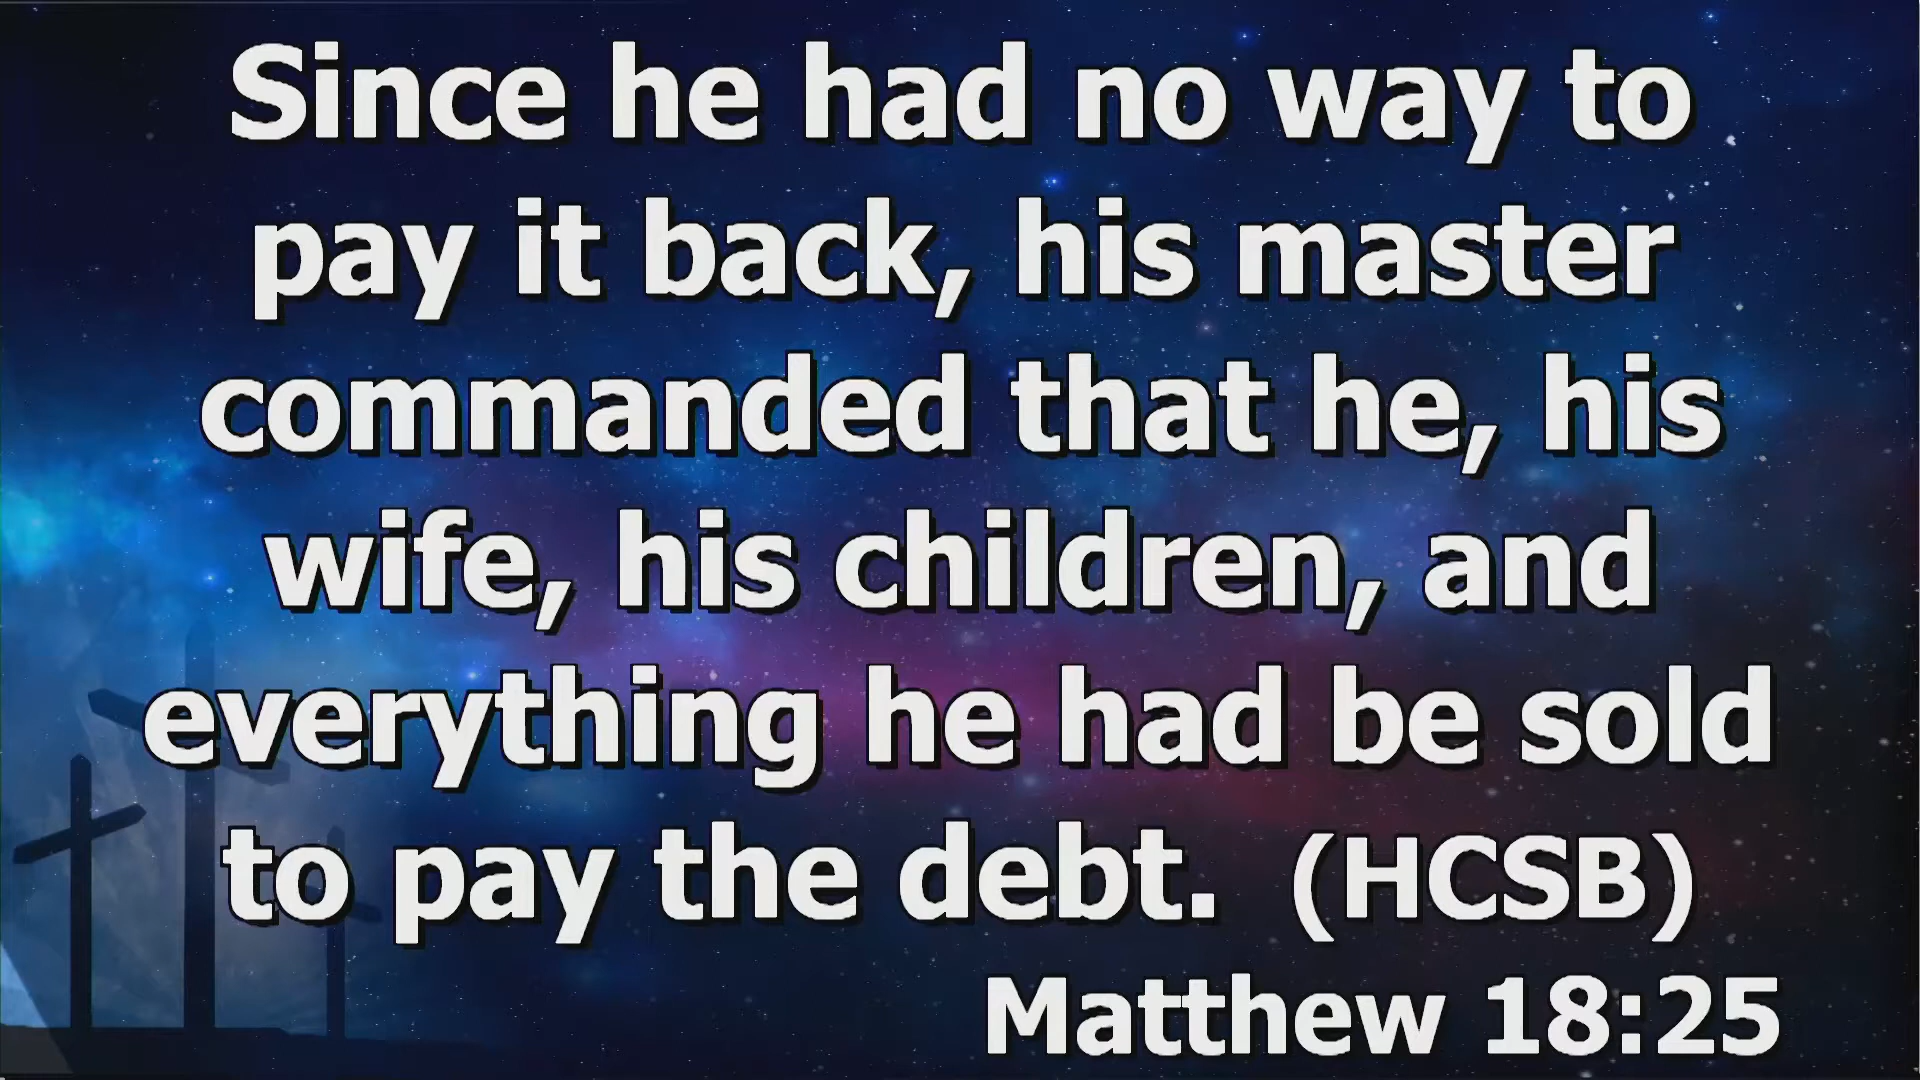 Since he had no way to
pay it back, his master
commanded that he, his
wife, his children, and
everything he had be sold
to pay the debt. (HCSB)
Matthew 18:25